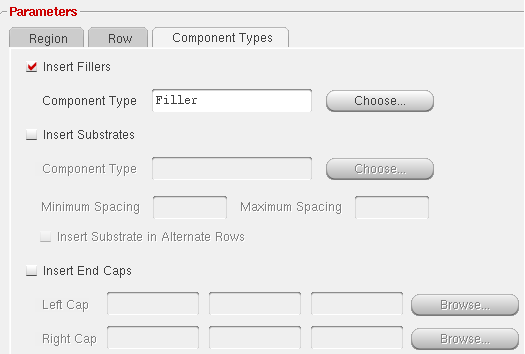 Parameters
Region Row Component Types
Insert Fillers
Component Type Filler Choose...
Insert Substrates
Component Type Choose...
Minimum Spacing Maximum Spacing
Insert Substrate in Alternate Rows
Insert End Caps
Left Cap Browse...
Right Cap Browse...